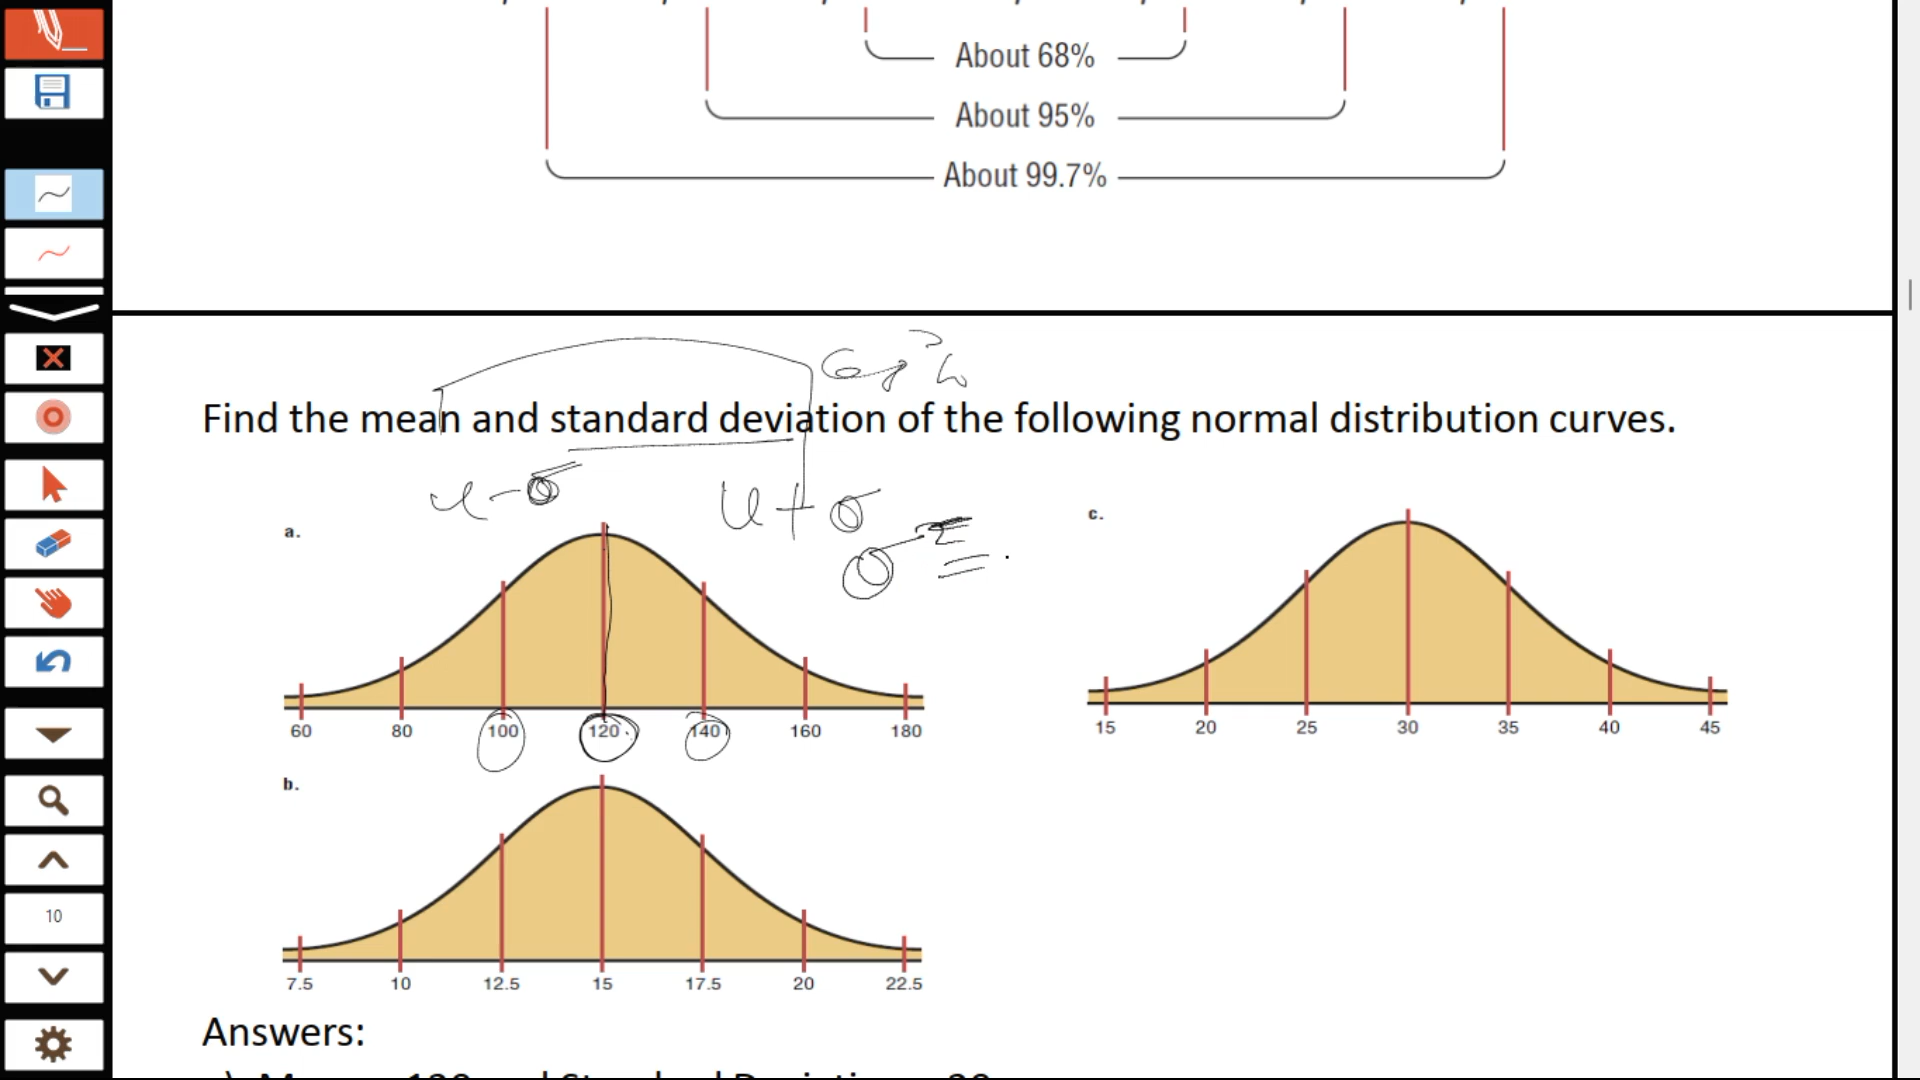 About 68%
About 95%
About 99.7%
Find the mean and standard deviation of the following normal distribution curves.
μ - σ
μ + σ
σ =
a.
60 80 100 120 140 160 180
c.
15 20 25 30 35 40 45
b.
7.5 10 12.5 15 17.5 20 22.5
10
Answers: